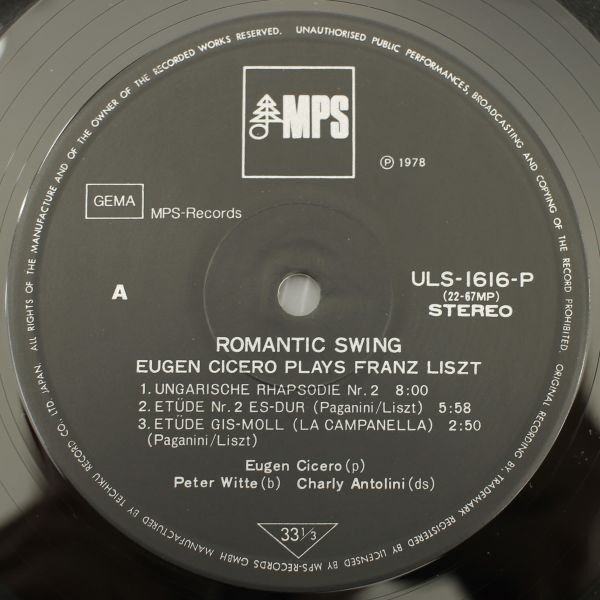 ALL RIGHTS OF THE MANUFACTURE AND OF THE OWNER OF THE RECORDED WORKS RESERVED. UNAUTHORISED PUBLIC PERFORMANCES, BROADCASTING AND COPYING OF THE RECORD PROHIBITED. ORIGINAL RECORDING BY, TRADEMARK REGISTERED BY & LICENSED BY MPS-RECORDS GMBH MANUFACTURED BY TEICHIKU RECORD CO., LTD. JAPAN.
MPS
Ⓟ 1978
GEMA
MPS-Records
A
ULS-1616-P
(22-67MP)
STEREO
ROMANTIC SWING
EUGEN CICERO PLAYS FRANZ LISZT
1. UNGARISCHE RHAPSODIE Nr. 2 8:00
2. ETÜDE Nr. 2 ES-DUR (Paganini/Liszt) 5:58
3. ETÜDE GIS-MOLL (LA CAMPANELLA) 2:50
(Paganini/Liszt)
Eugen Cicero (p)
Peter Witte (b) Charly Antolini (ds)
33 1/3